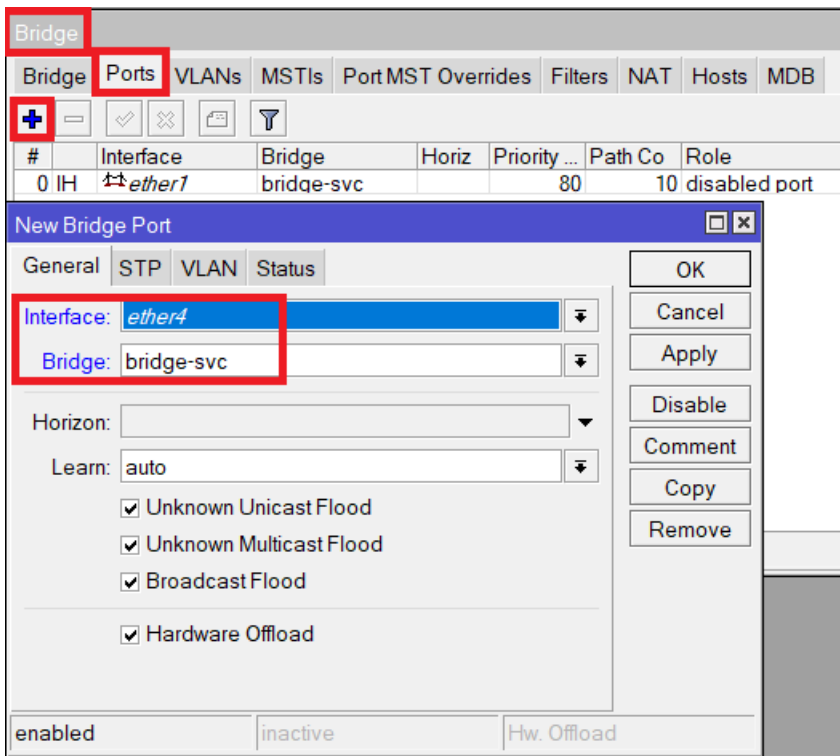 Bridge
Bridge Ports VLANs MSTIs Port MST Overrides Filters NAT Hosts MDB
# Interface Bridge Horiz Priority ... Path Co Role
0 IH ether1 bridge-svc 80 10 disabled port
New Bridge Port
General STP VLAN Status
OK
Interface: ether4
Cancel
Bridge: bridge-svc
Apply
Disable
Horizon:
Comment
Learn: auto
Copy
Unknown Unicast Flood
Remove
Unknown Multicast Flood
Broadcast Flood
Hardware Offload
enabled inactive Hw. Offload